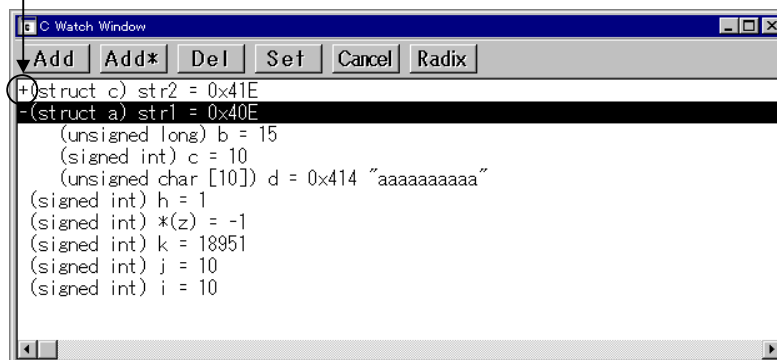 C Watch Window
Add Add* Del Set Cancel Radix
+(struct c) str2 = 0x41E
-(struct a) str1 = 0x40E
(unsigned long) b = 15
(signed int) c = 10
(unsigned char [10]) d = 0x414 "aaaaaaaaaa"
(signed int) h = 1
(signed int) *(z) = -1
(signed int) k = 18951
(signed int) j = 10
(signed int) i = 10